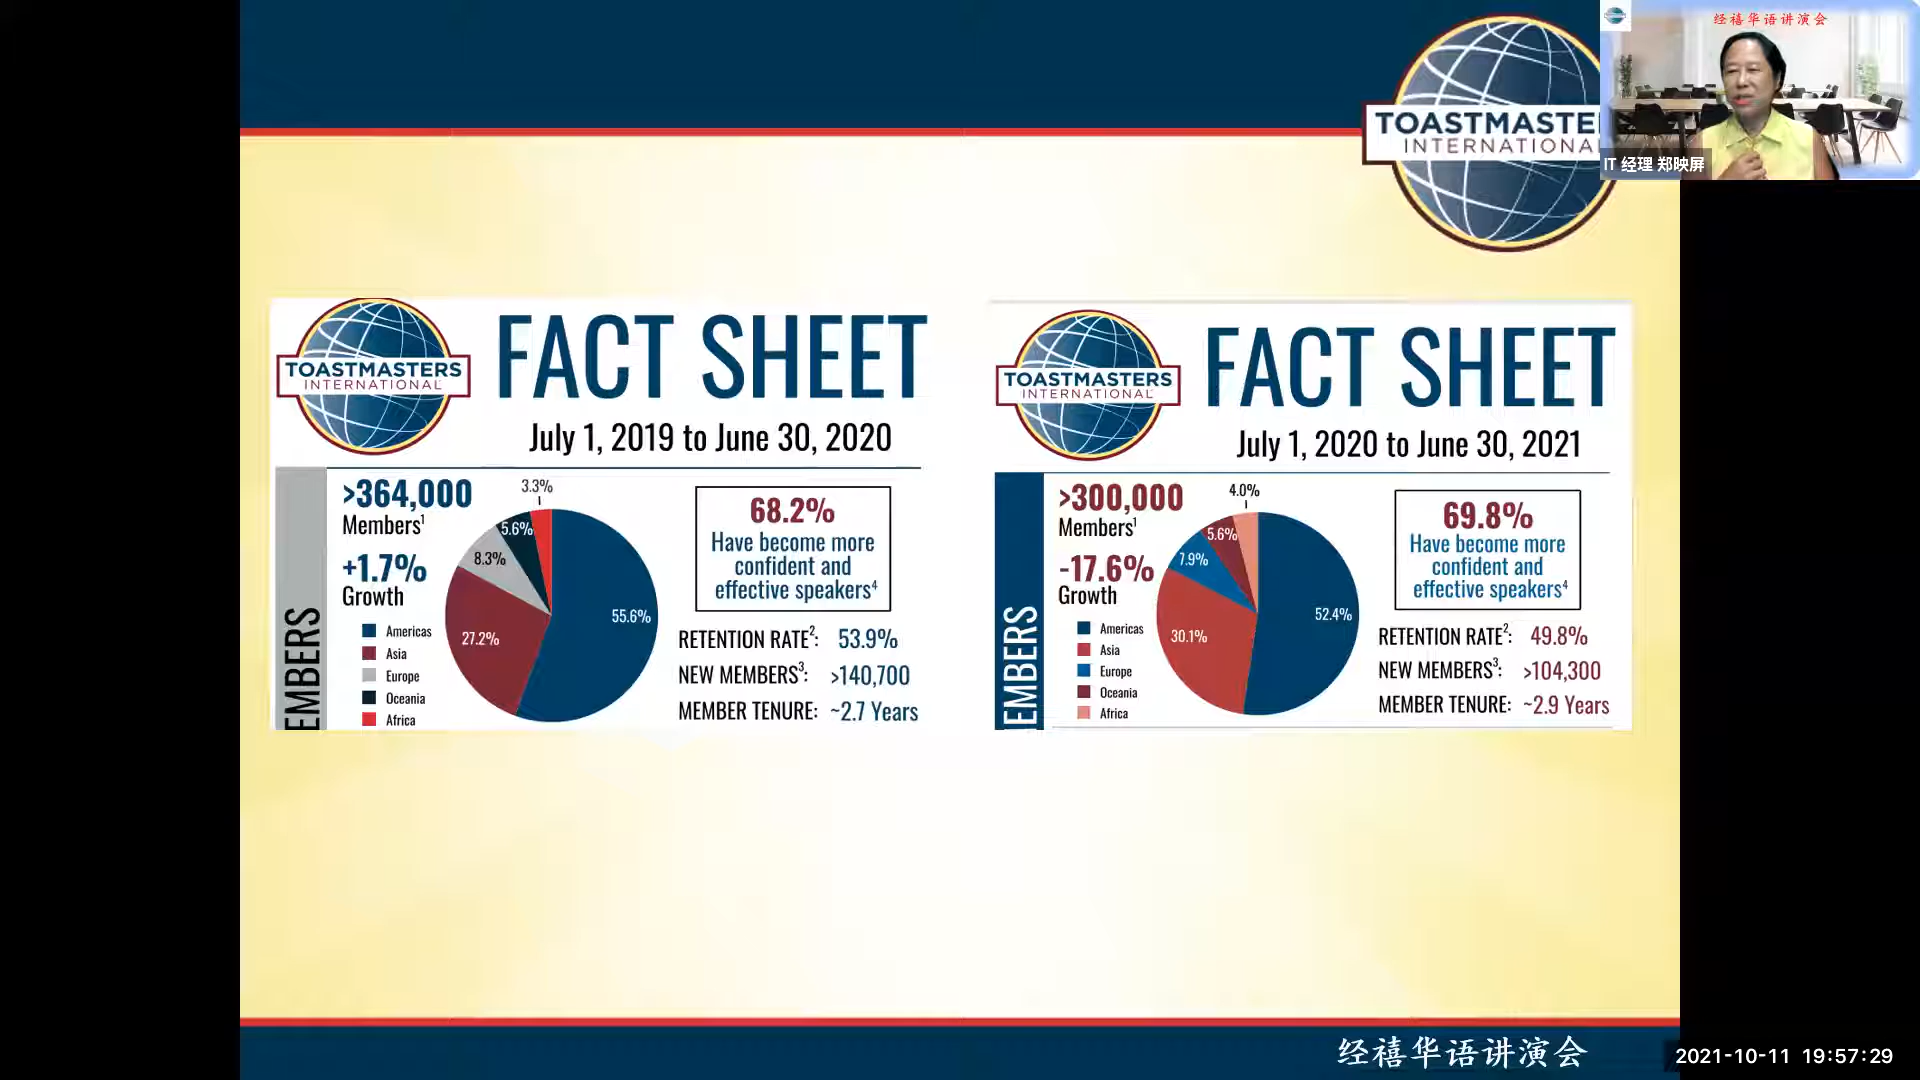 经禧华语讲演会
IT 经理 郑映屏
TOASTMASTE
INTERNATIONA
TOASTMASTERS
INTERNATIONAL
FACT SHEET
July 1, 2019 to June 30, 2020
EMBERS
>364,000
Members¹
+1.7%
Growth
Americas
Asia
Europe
Oceania
Africa
3.3%
5.6%
8.3%
27.2%
55.6%
68.2%
Have become more
confident and
effective speakers⁴
RETENTION RATE²: 53.9%
NEW MEMBERS³: >140,700
MEMBER TENURE: ~2.7 Years
TOASTMASTERS
INTERNATIONAL
FACT SHEET
July 1, 2020 to June 30, 2021
EMBERS
>300,000
Members¹
-17.6%
Growth
Americas
Asia
Europe
Oceania
Africa
4.0%
5.6%
7.9%
30.1%
52.4%
69.8%
Have become more
confident and
effective speakers⁴
RETENTION RATE²: 49.8%
NEW MEMBERS³: >104,300
MEMBER TENURE: ~2.9 Years
经禧华语讲演会
2021-10-11 19:57:29